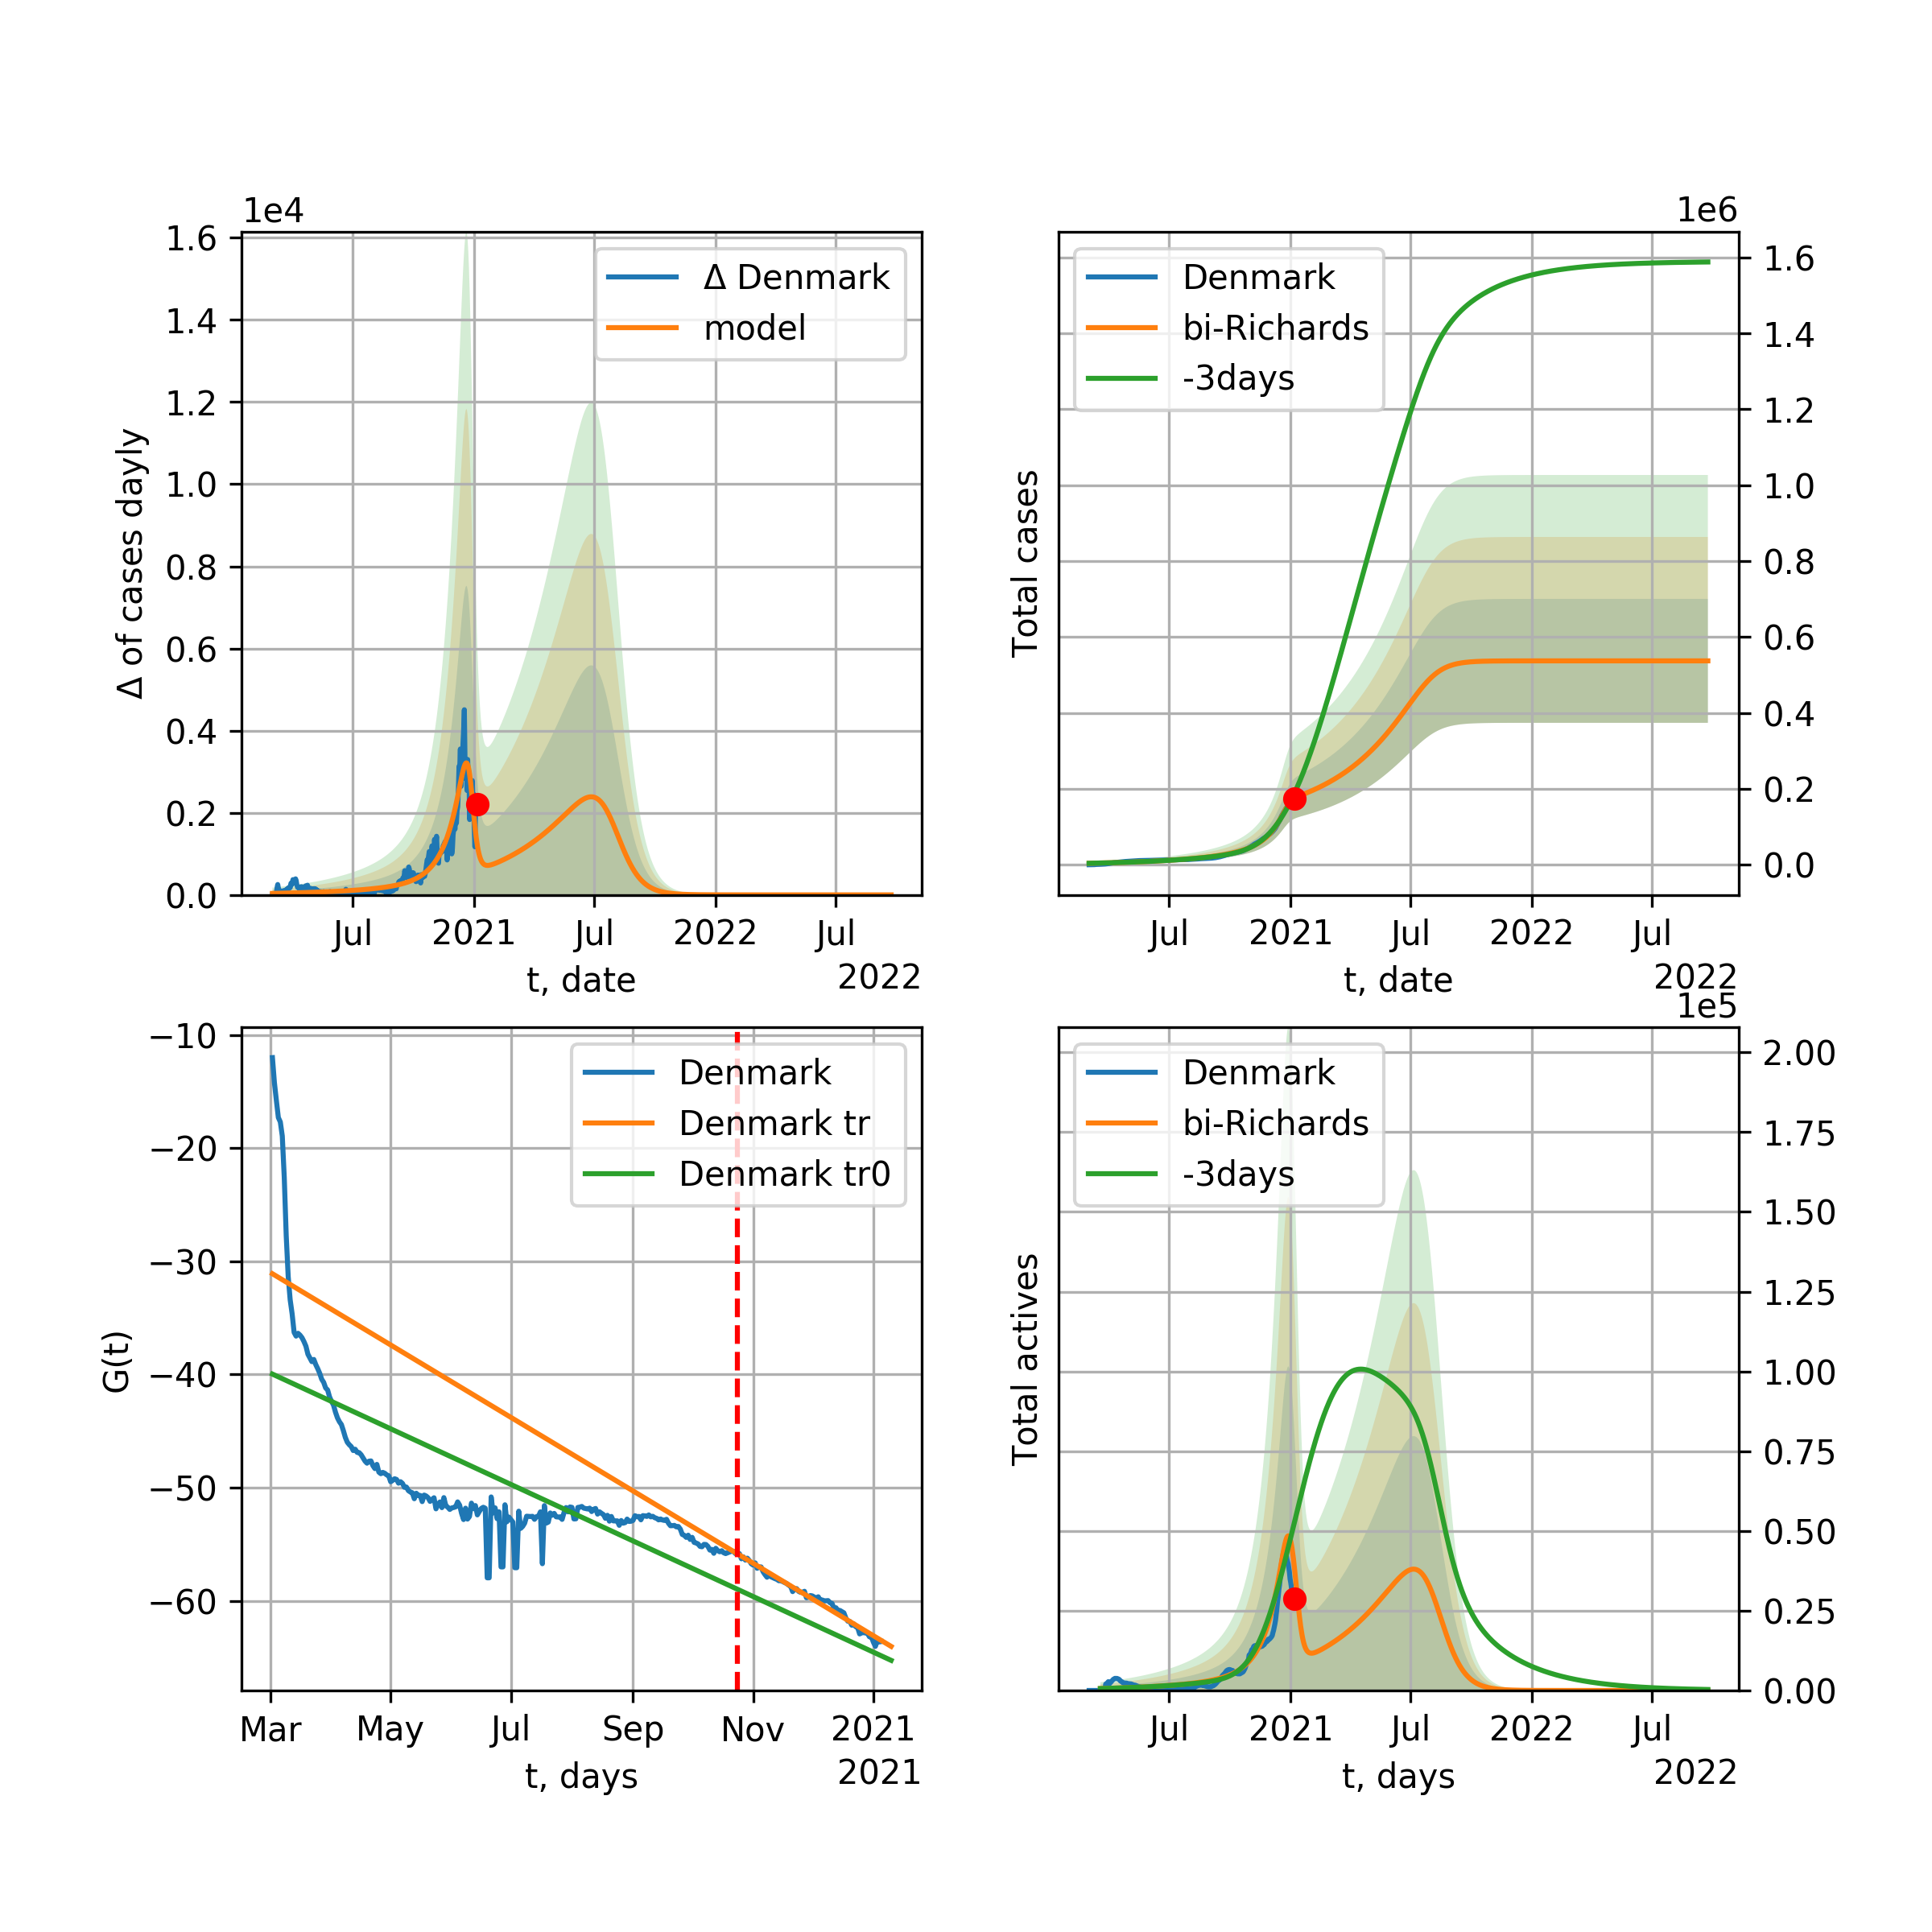 1e4
1.6
1.4
1.2
1.0
0.8
0.6
0.4
0.2
0.0
Δ of cases dayly
Δ Denmark
model
Jul
2021
Jul
2022
Jul
t, date
2022
1e6
Denmark
bi-Richards
-3days
Total cases
1.6
1.4
1.2
1.0
0.8
0.6
0.4
0.2
0.0
Jul
2021
Jul
2022
Jul
t, date
2022
−10
−20
−30
−40
−50
−60
G(t)
Denmark
Denmark tr
Denmark tr0
Mar
May
Jul
Sep
Nov
2021
t, days
2021
1e5
Denmark
bi-Richards
-3days
Total actives
2.00
1.75
1.50
1.25
1.00
0.75
0.50
0.25
0.00
Jul
2021
Jul
2022
Jul
t, days
2022